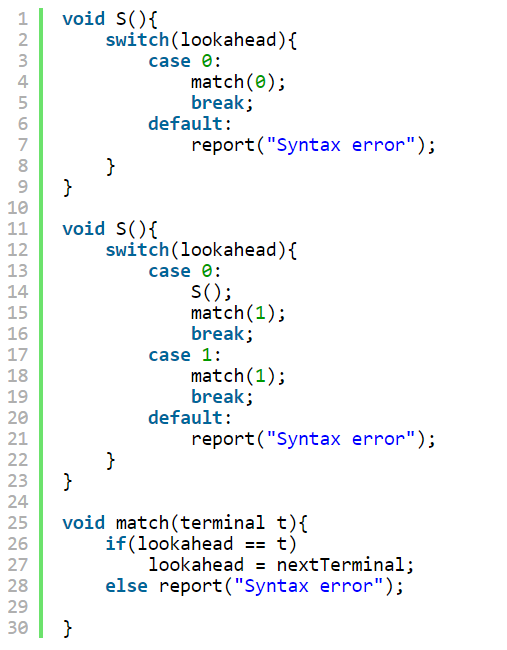 1 void S(){
2     switch(lookahead){
3         case 0:
4             match(0);
5             break;
6         default:
7             report("Syntax error");
8     }
9 }
10
11 void S(){
12     switch(lookahead){
13         case 0:
14             S();
15             match(1);
16             break;
17         case 1:
18             match(1);
19             break;
20         default:
21             report("Syntax error");
22     }
23 }
24
25 void match(terminal t){
26     if(lookahead == t)
27         lookahead = nextTerminal;
28     else report("Syntax error");
29
30 }